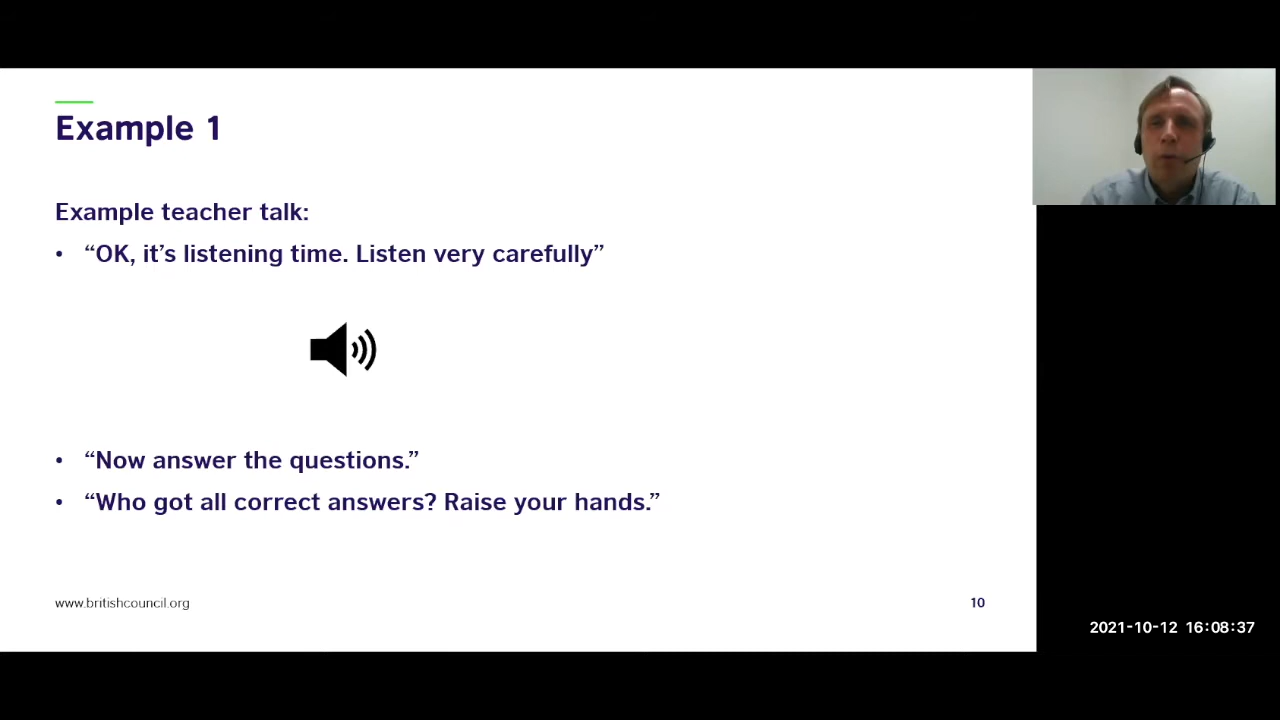 Example 1
Example teacher talk:
• “OK, it’s listening time. Listen very carefully”
• “Now answer the questions.”
• “Who got all correct answers? Raise your hands.”
www.britishcouncil.org
10
2021-10-12 16:08:37